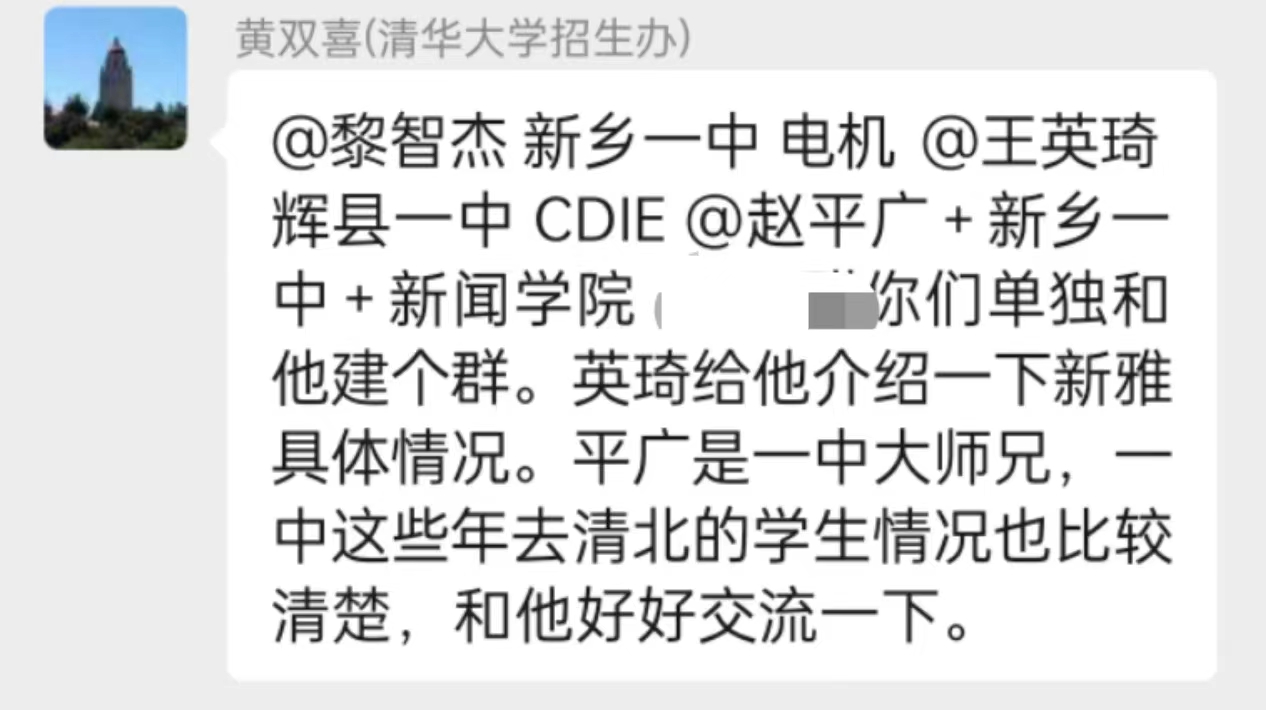 黄双喜(清华大学招生办)
@黎智杰 新乡一中 电机 @王英琦
辉县一中 CDIE @赵平广+新乡一
中+新闻学院 你们单独和
他建个群。英琦给他介绍一下新雅
具体情况。平广是一中大师兄，一
中这些年去清北的学生情况也比较
清楚，和他好好交流一下。